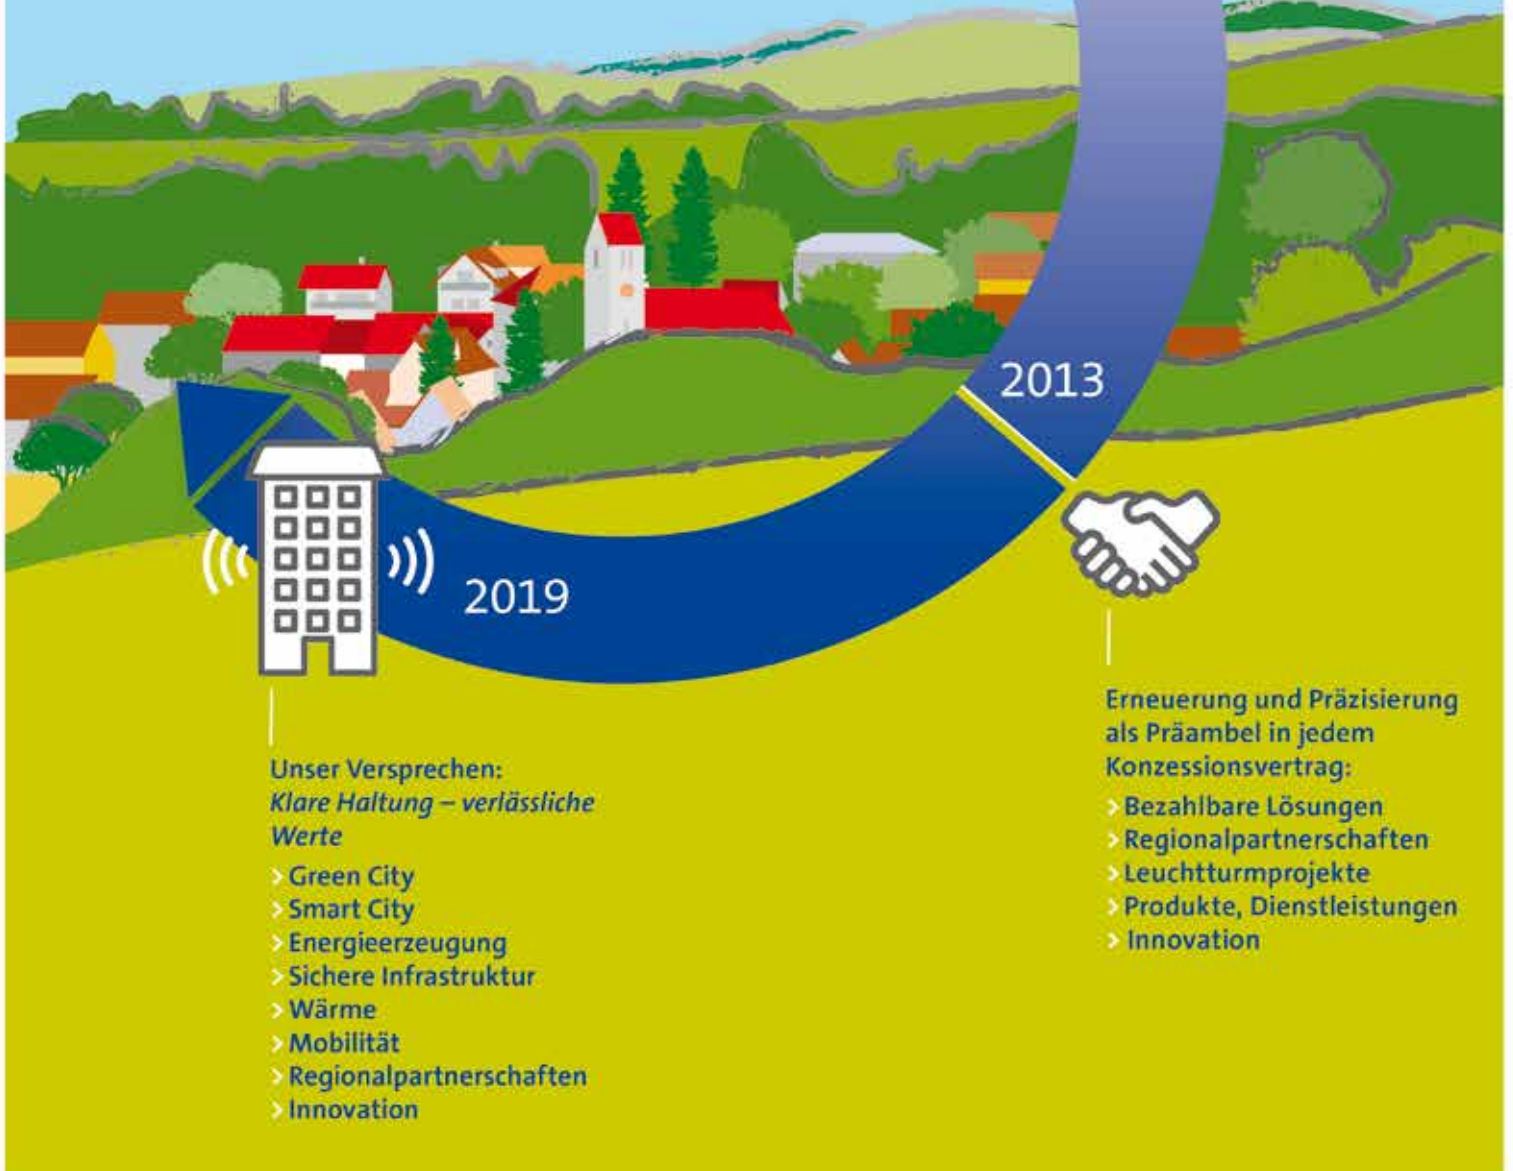 2013
2019
Erneuerung und Präzisierung
als Präambel in jedem
Konzessionsvertrag:
> Bezahlbare Lösungen
> Regionalpartnerschaften
> Leuchtturmprojekte
> Produkte, Dienstleistungen
> Innovation
Unser Versprechen:
Klare Haltung – verlässliche
Werte
> Green City
> Smart City
> Energieerzeugung
> Sichere Infrastruktur
> Wärme
> Mobilität
> Regionalpartnerschaften
> Innovation